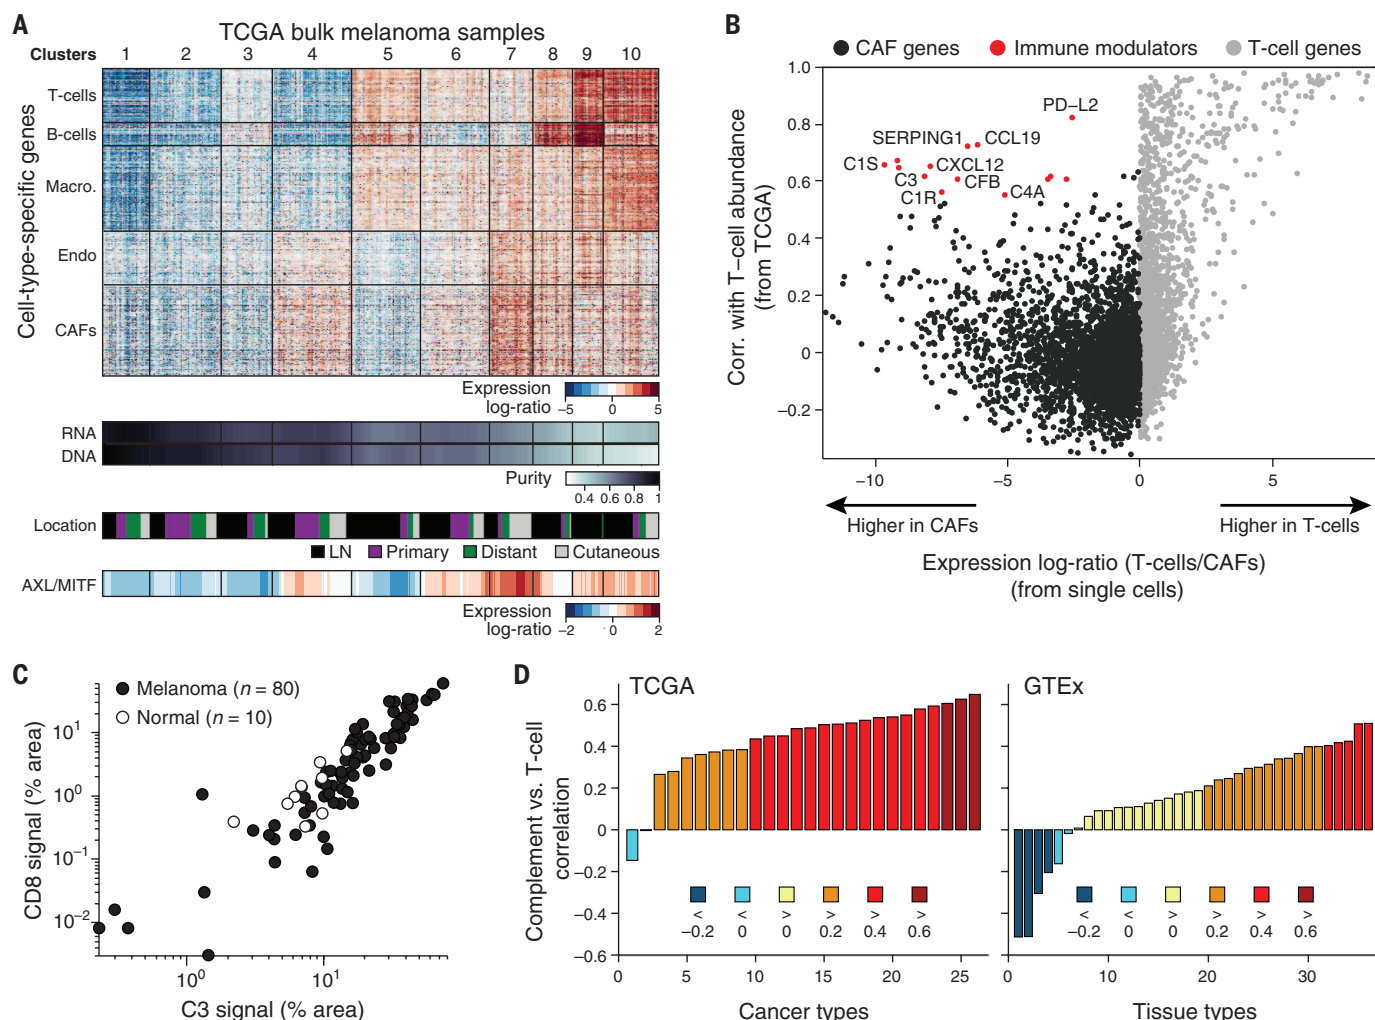 A
TCGA bulk melanoma samples
Clusters 1 2 3 4 5 6 7 8 9 10
Cell-type-specific genes
T-cells
B-cells
Macro.
Endo
CAFs
Expression
log-ratio
−5 0 5
RNA
DNA
Purity
0.4 0.6 0.8 1
Location
LN Primary Distant Cutaneous
AXL/MITF
Expression
log-ratio
−2 0 2
B
CAF genes Immune modulators T-cell genes
Corr. with T−cell abundance
(from TCGA)
1.0
0.8
0.6
0.4
0.2
0
−0.2
PD−L2
SERPING1 CCL19
C1S CXCL12
C3 CFB
C1R C4A
−10 −5 0 5
Higher in CAFs Higher in T-cells
Expression log-ratio (T-cells/CAFs)
(from single cells)
C
Melanoma (n = 80)
Normal (n = 10)
CD8 signal (% area)
10¹
10⁰
10⁻¹
10⁻²
10⁰ 10¹
C3 signal (% area)
D
TCGA
Complement vs. T-cell
correlation
0.6
0.4
0.2
0
−0.2
−0.4
−0.6
< < > > > >
−0.2 0 0 0.2 0.4 0.6
0 5 10 15 20 25
Cancer types
GTEx
< < > > > >
−0.2 0 0 0.2 0.4 0.6
0 10 20 30
Tissue types